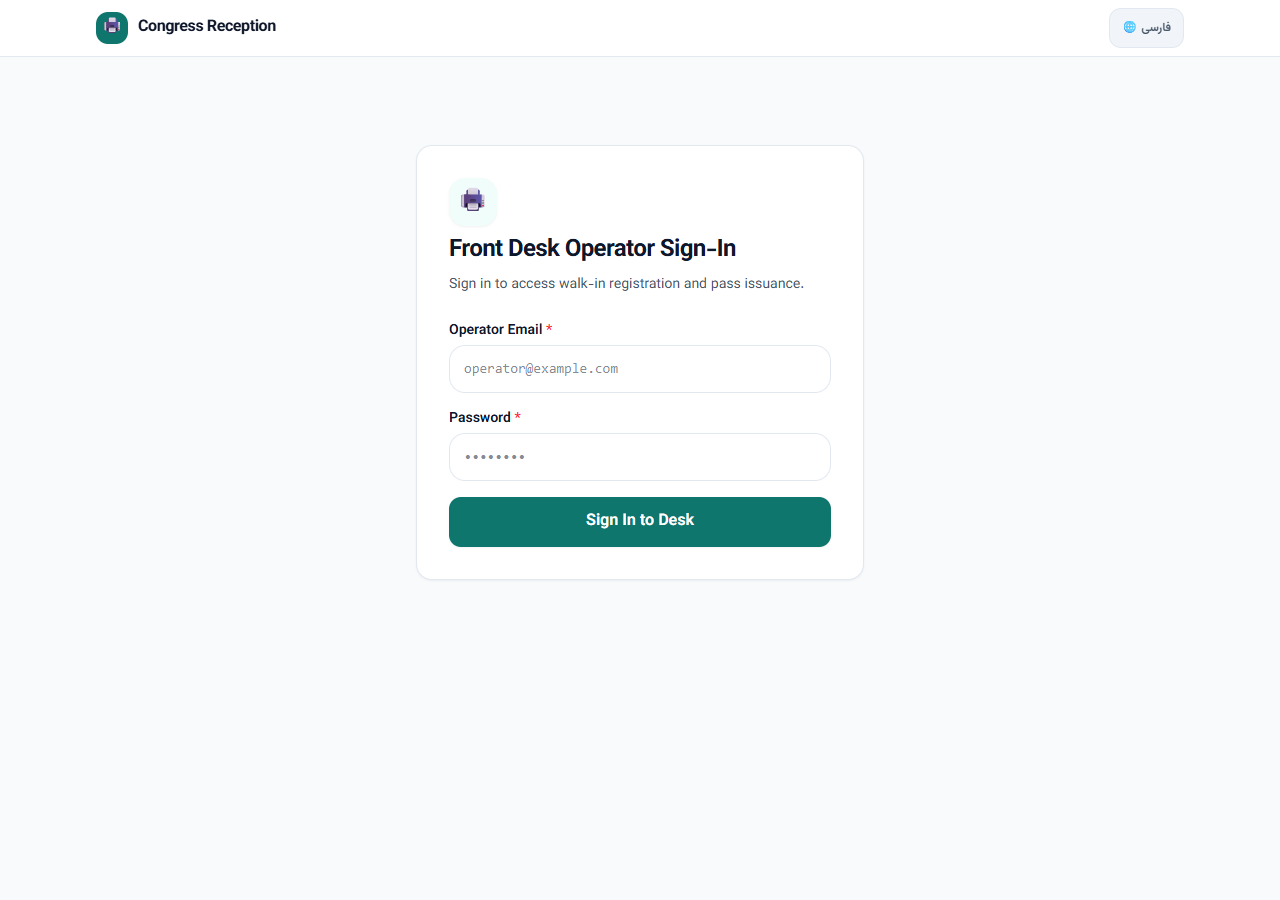 Congress Reception
فارسی
Front Desk Operator Sign-In
Sign in to access walk-in registration and pass issuance.
Operator Email *
operator@example.com
Password *
••••••••
Sign In to Desk